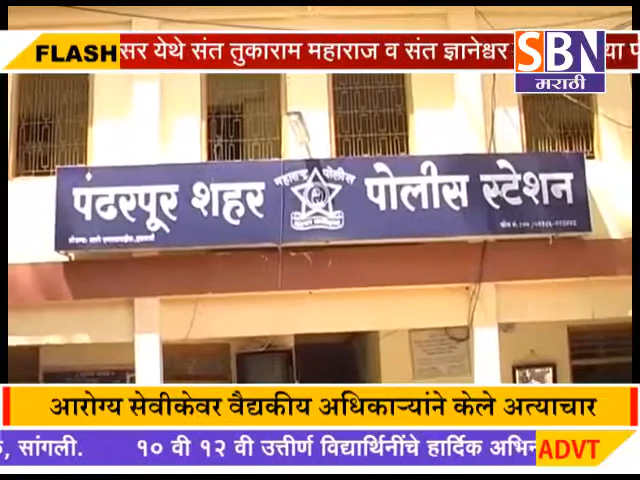 FLASH सर येथे संत तुकाराम महाराज व संत ज्ञानेश्वर
SBN
मराठी
पंढरपूर शहर महाराष्ट्र पोलीस पोलीस स्टेशन
आरोग्य सेवीकेवर वैद्यकीय अधिकाऱ्याने केले अत्याचार
सांगली. १० वी १२ वी उत्तीर्ण विद्यार्थिनींचे हार्दिक ADVT